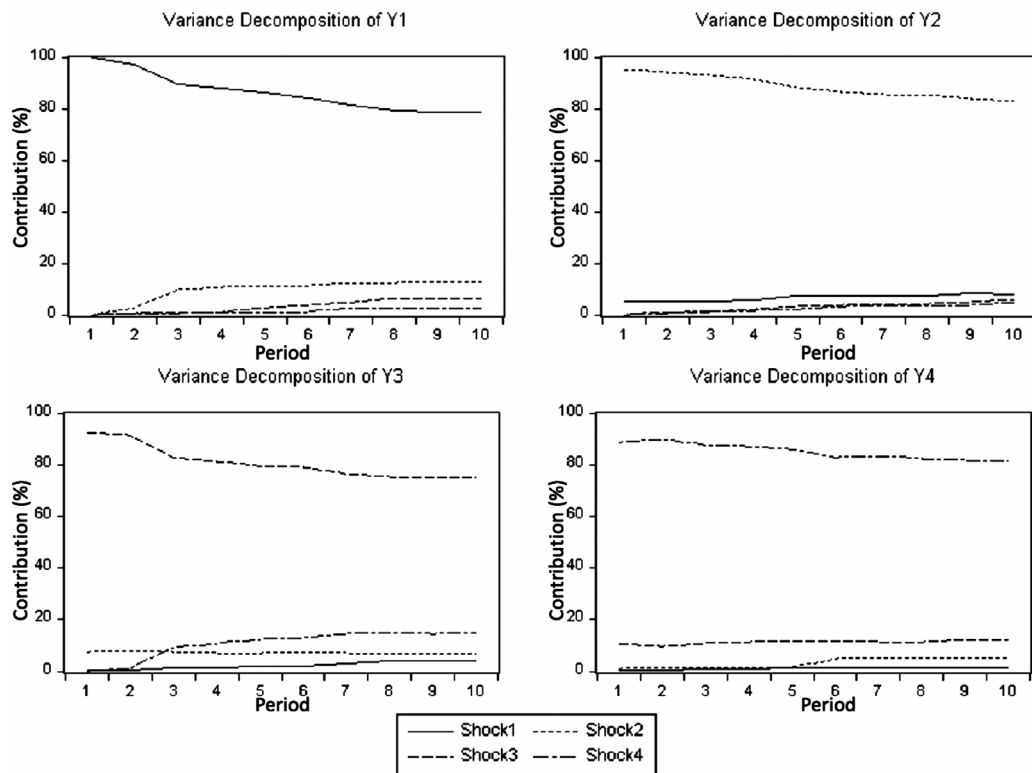 Variance Decomposition of Y1
Contribution (%)
100
80
60
40
20
0
1 2 3 4 5 6 7 8 9 10
Period
Variance Decomposition of Y2
Contribution (%)
100
80
60
40
20
0
1 2 3 4 5 6 7 8 9 10
Period
Variance Decomposition of Y3
Contribution (%)
100
80
60
40
20
0
1 2 3 4 5 6 7 8 9 10
Period
Variance Decomposition of Y4
Contribution (%)
100
80
60
40
20
0
1 2 3 4 5 6 7 8 9 10
Period
Shock1 Shock2
Shock3 Shock4